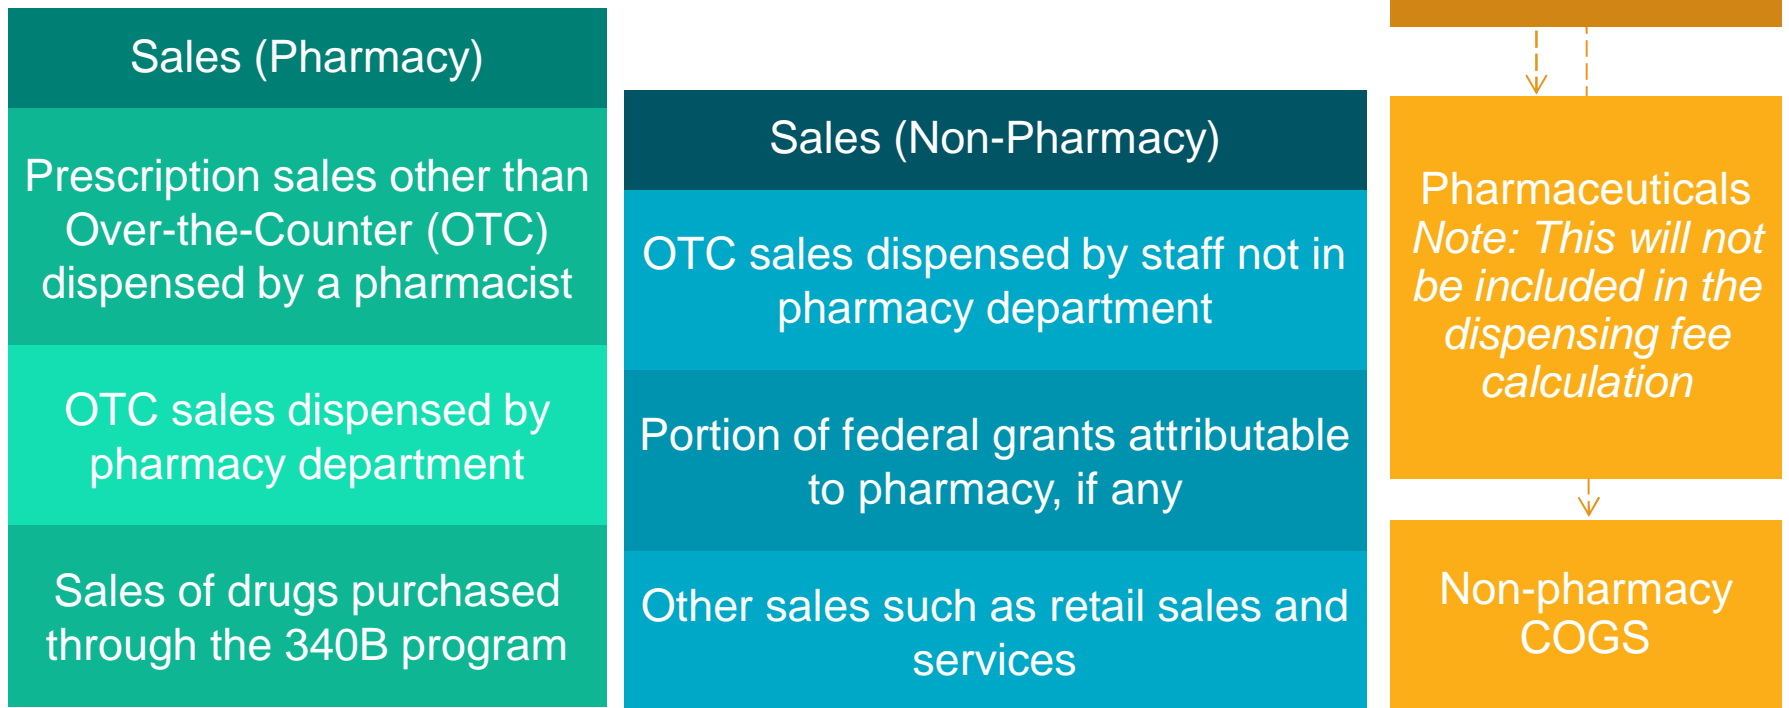 Sales (Pharmacy)
Prescription sales other than
Over-the-Counter (OTC)
dispensed by a pharmacist
OTC sales dispensed by
pharmacy department
Sales of drugs purchased
through the 340B program
Sales (Non-Pharmacy)
OTC sales dispensed by staff not in
pharmacy department
Portion of federal grants attributable
to pharmacy, if any
Other sales such as retail sales and
services
Pharmaceuticals
Note: This will not
be included in the
dispensing fee
calculation
Non-pharmacy
COGS